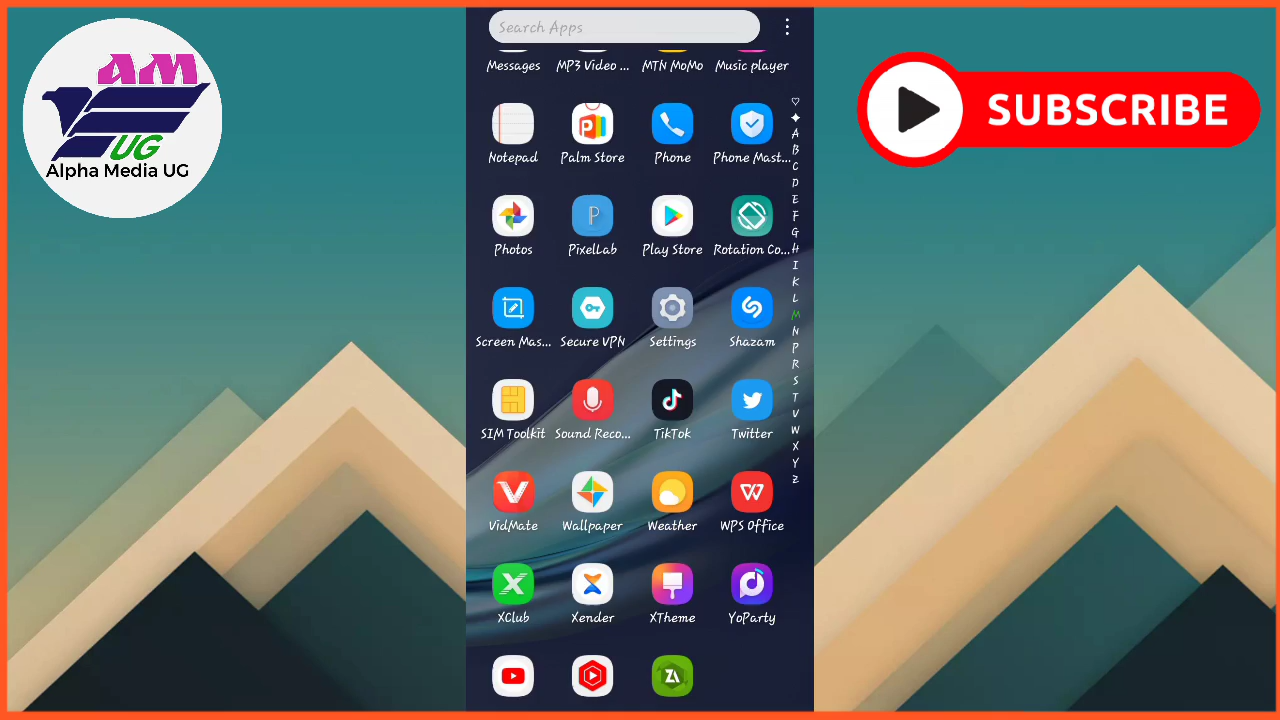 AM
UG
Alpha Media UG
Search Apps
Messages MP3 Video ... MTN MoMo Music player
Notepad Palm Store Phone Phone Mast...
Photos PixelLab Play Store Rotation Co...
Screen Mas... Secure VPN Settings Shazam
SIM Toolkit Sound Reco... TikTok Twitter
VidMate Wallpaper Weather WPS Office
XClub Xender XTheme YoParty
P
W
ZA
A
B
C
D
E
F
G
H
I
K
L
M
N
P
R
S
T
V
W
X
Y
Z
SUBSCRIBE